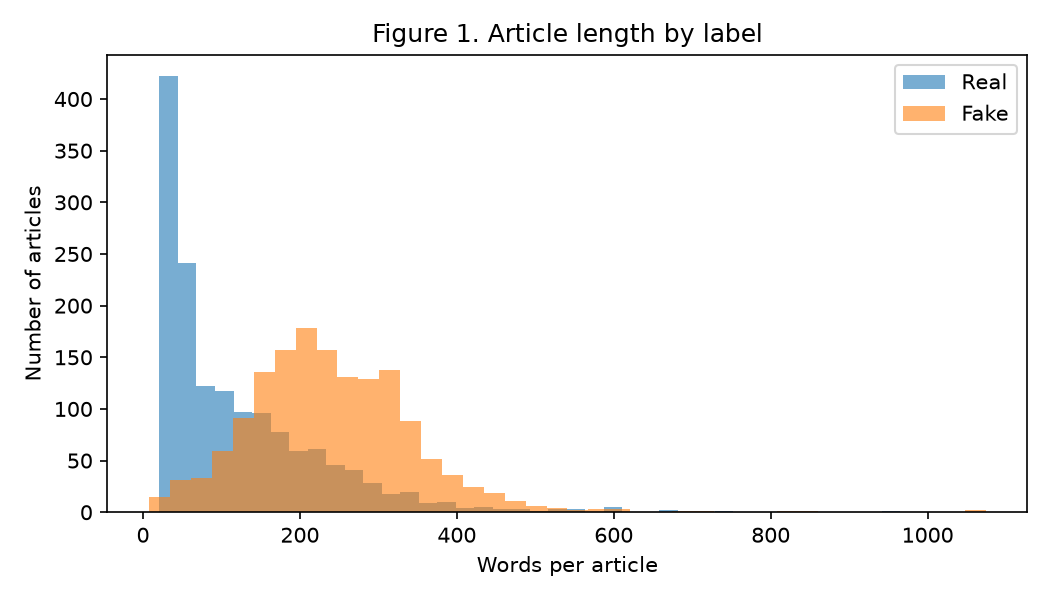 Figure 1. Article length by label
Real
Fake
Number of articles
400
350
300
250
200
150
100
50
0
0 200 400 600 800 1000
Words per article